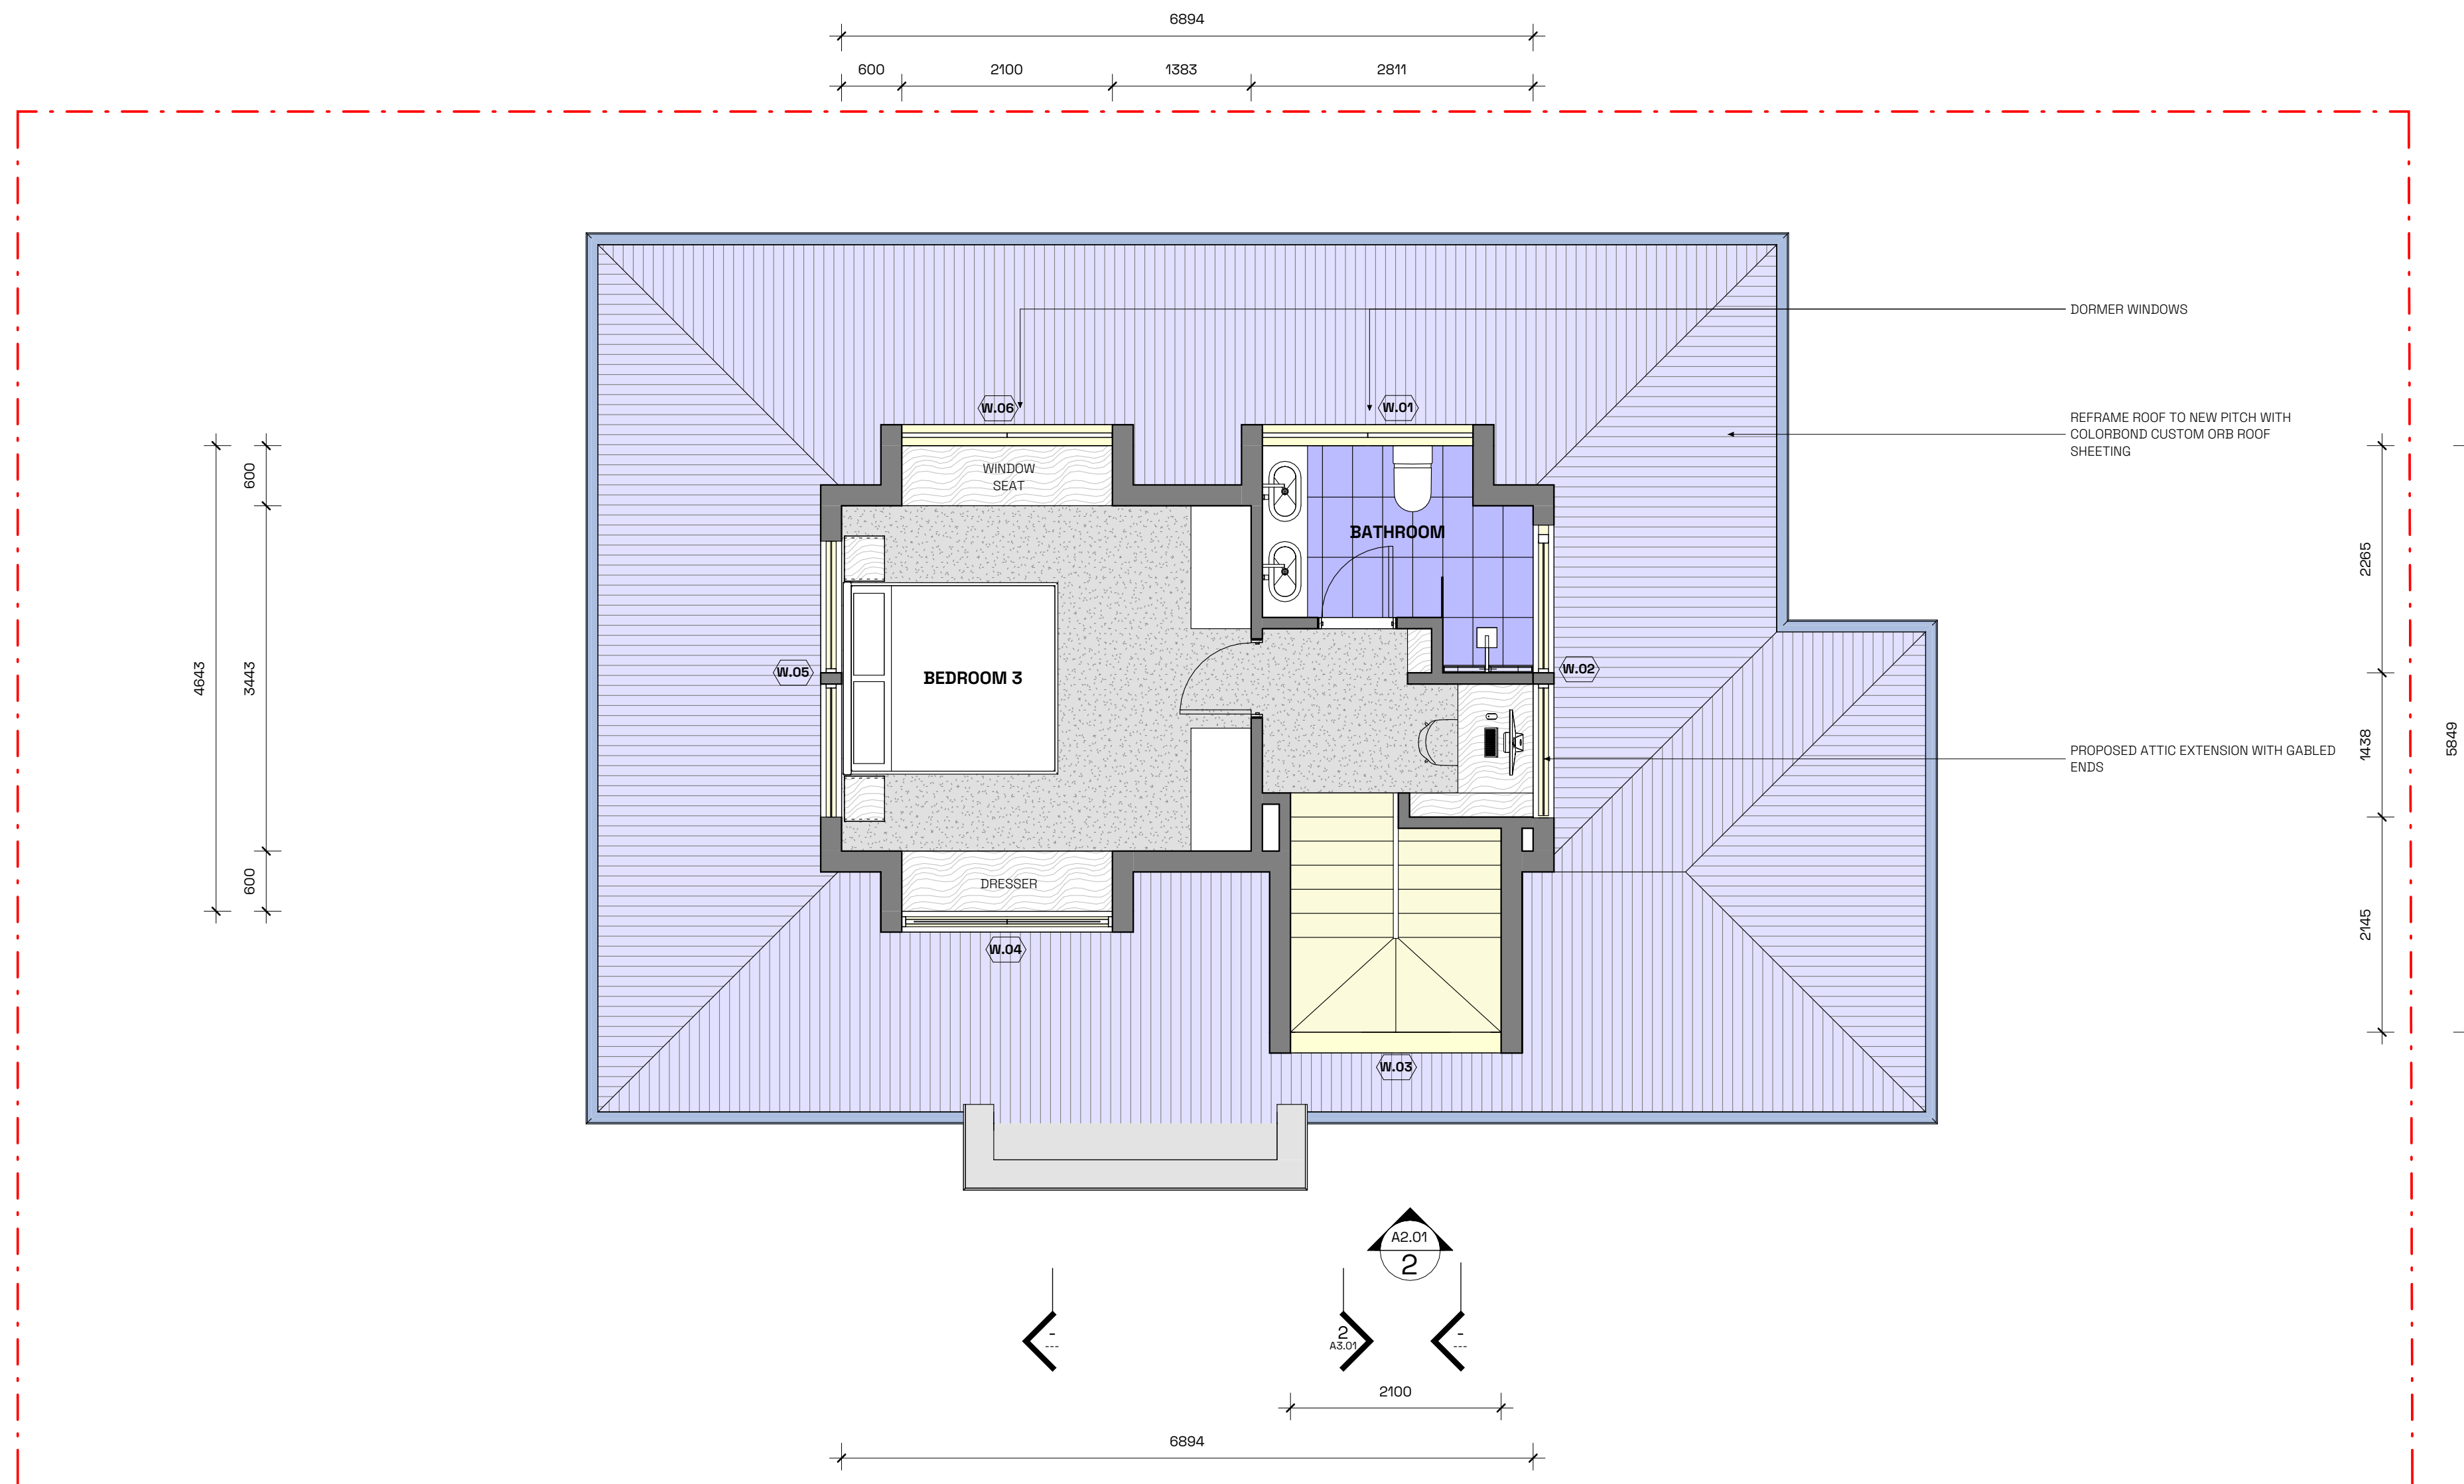 6894
600 2100 1383 2811
DORMER WINDOWS
W.06 W.01
REFRAME ROOF TO NEW PITCH WITH
COLORBOND CUSTOM ORB ROOF
SHEETING
WINDOW
SEAT
600
BATHROOM
2265
4643
3443
W.05
BEDROOM 3
W.02
PROPOSED ATTIC EXTENSION WITH GABLED
ENDS
1438
5849
600
DRESSER
2145
W.04
W.03
A2.01
2
-
---
2
A3.01
-
---
2100
6894